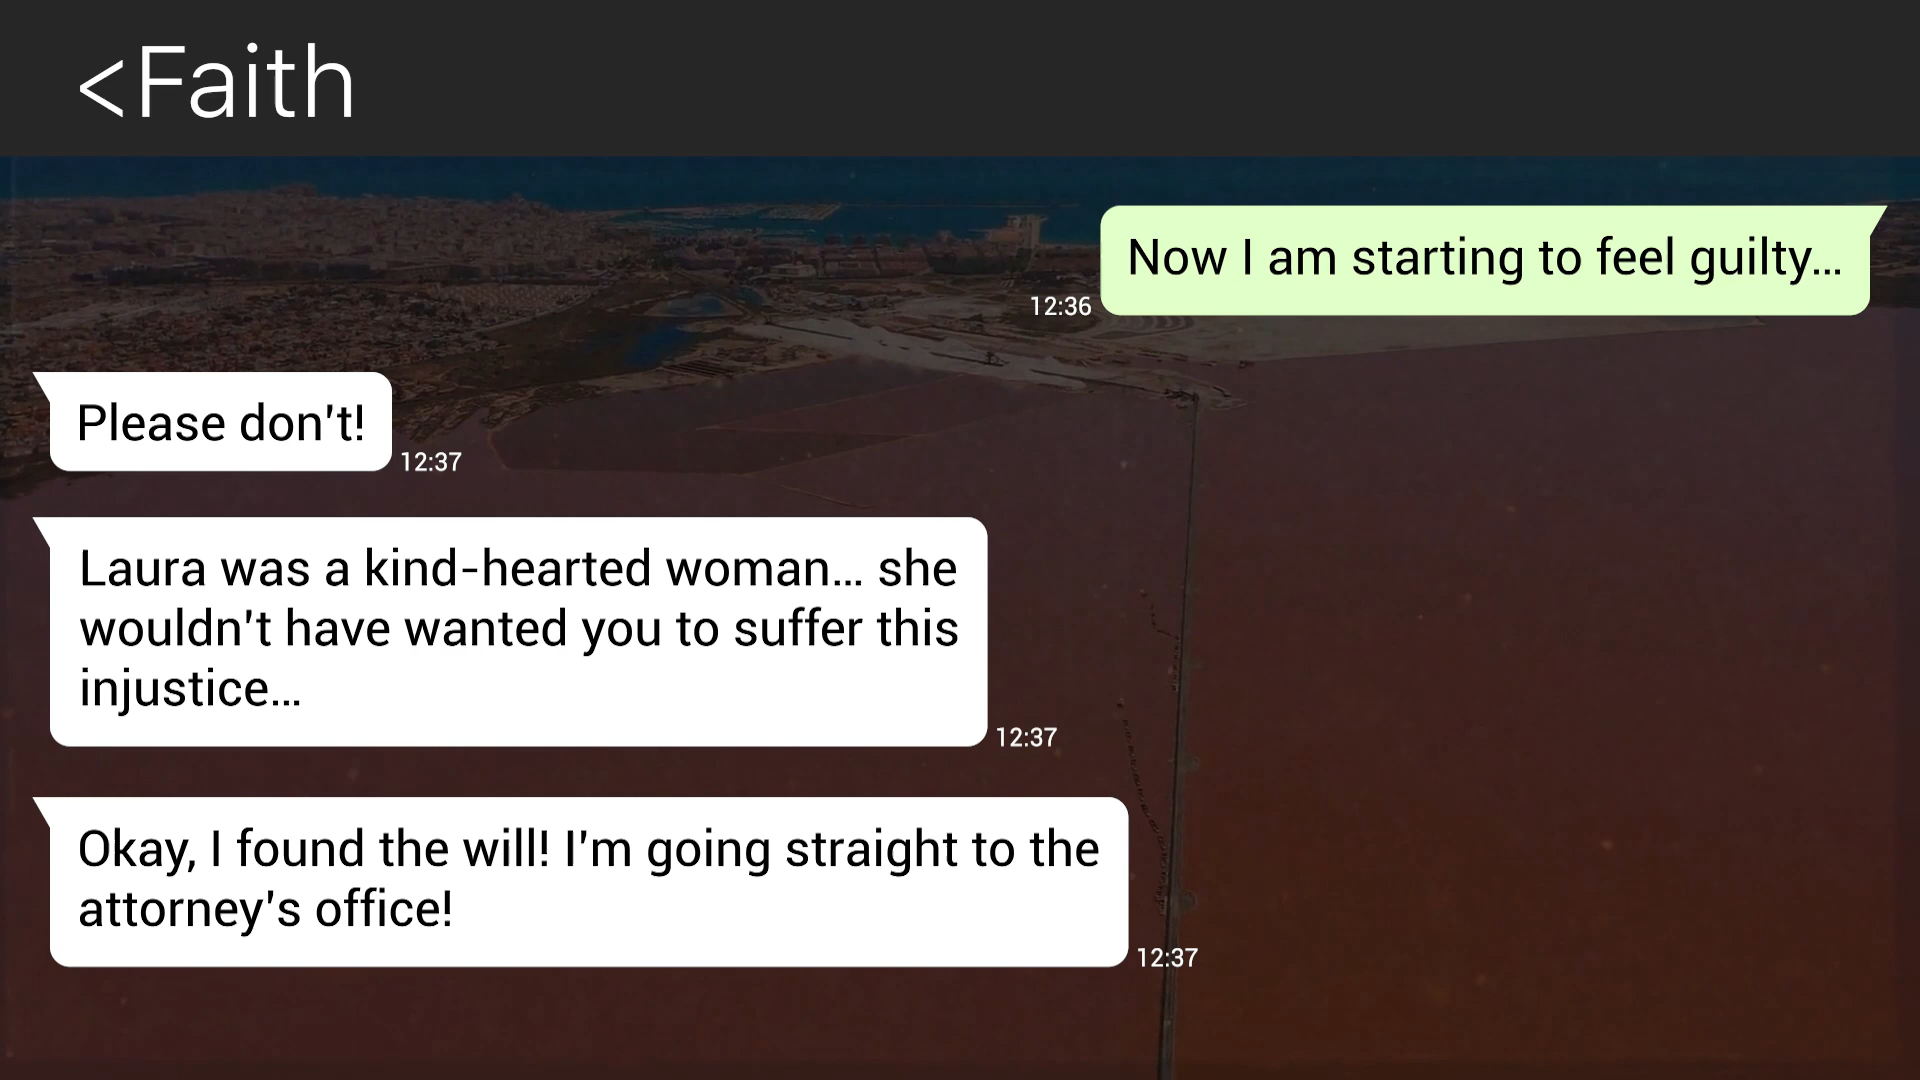 <Faith
Now I am starting to feel guilty...
12:36
Please don't!
12:37
Laura was a kind-hearted woman... she
wouldn't have wanted you to suffer this
injustice...
12:37
Okay, I found the will! I'm going straight to the
attorney's office!
12:37